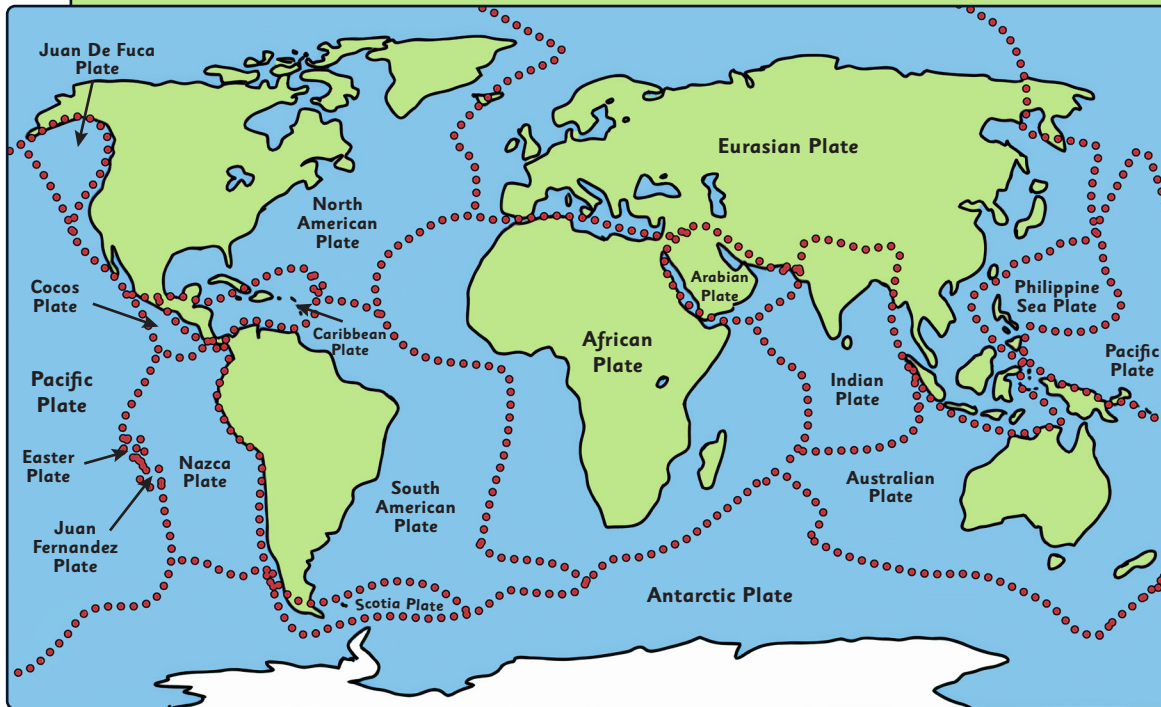 Juan De Fuca
Plate
Eurasian Plate
North
American
Plate
Cocos
Plate
Arabian
Plate
Philippine
Sea Plate
Caribbean
Plate
African
Plate
Pacific
Plate
Pacific
Plate
Indian
Plate
Easter
Plate
Nazca
Plate
South
American
Plate
Australian
Plate
Juan
Fernandez
Plate
Scotia Plate
Antarctic Plate